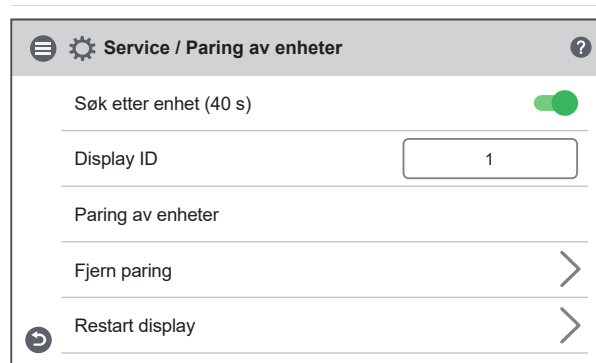 Service / Paring av enheter ?
Søk etter enhet (40 s)
Display ID 1
Paring av enheter
Fjern paring
Restart display